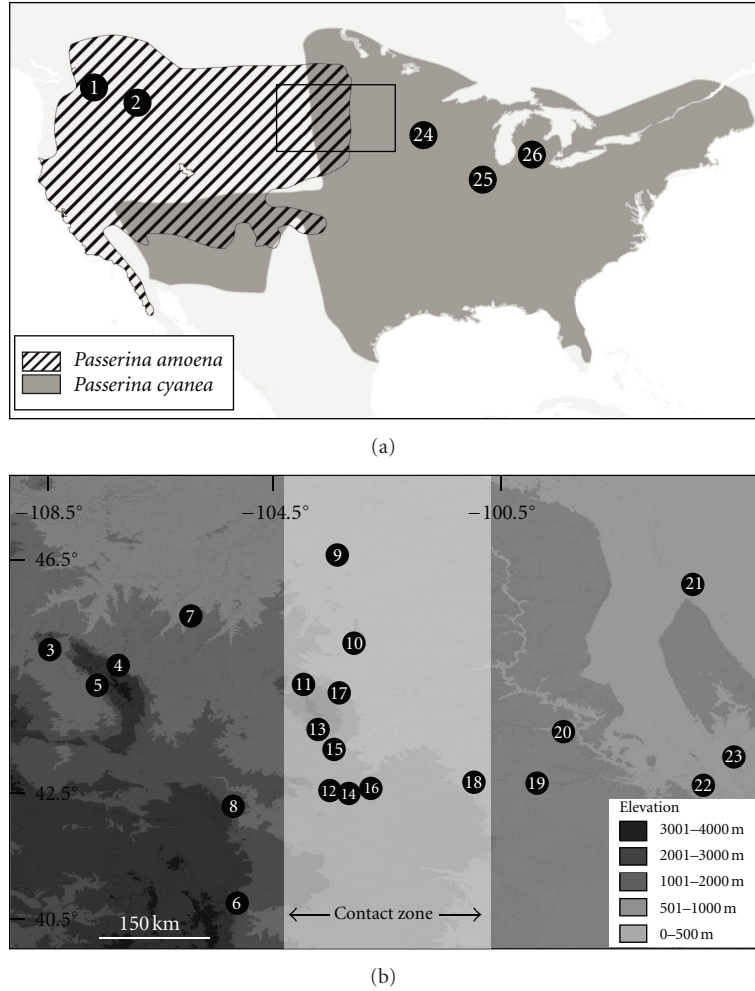 1
2
24
25
26
Passerina amoena
Passerina cyanea
(a)
−108.5°
−104.5°
−100.5°
46.5°
9
21
7
10
3
4
5
11
17
13
20
15
23
42.5°
12
14
16
18
19
22
8
6
40.5°
150 km
Contact zone
Elevation
3001–4000 m
2001–3000 m
1001–2000 m
501–1000 m
0–500 m
(b)